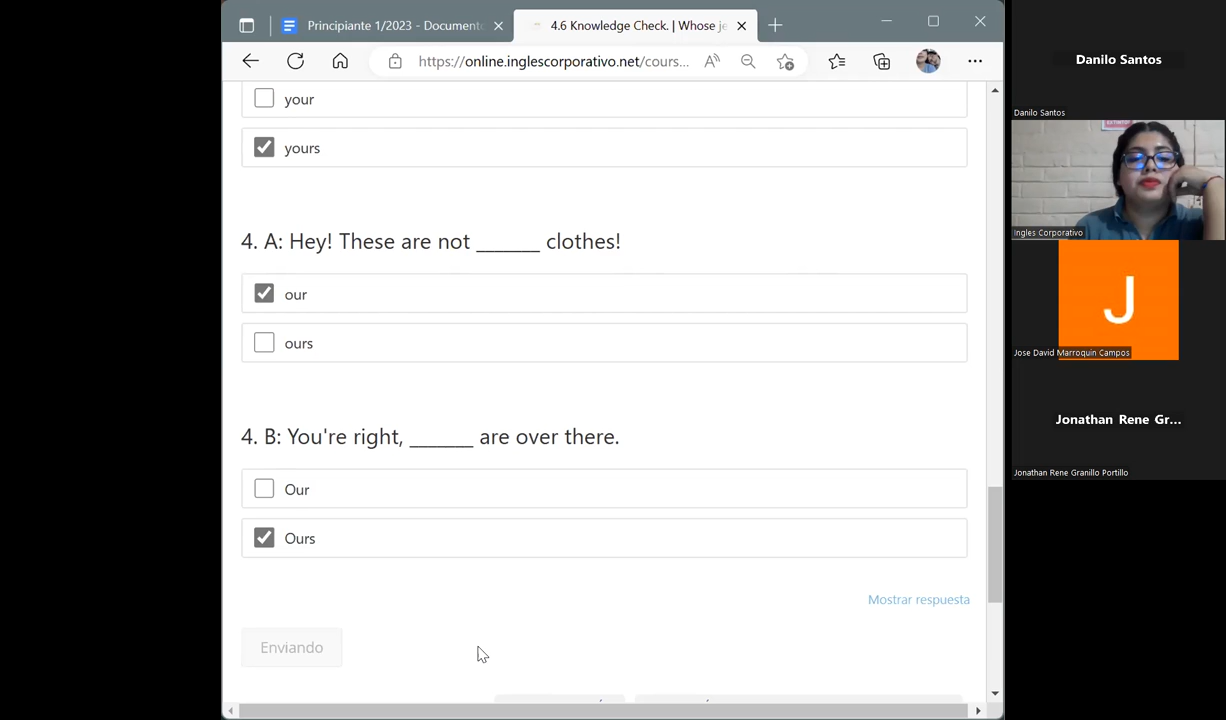 Principiante 1/2023 - Documento
4.6 Knowledge Check. | Whose je
https://online.inglescorporativo.net/cours...
your
yours
4. A: Hey! These are not ______ clothes!
our
ours
4. B: You're right, ______ are over there.
Our
Ours
Mostrar respuesta
Enviando
Danilo Santos
Danilo Santos
Ingles Corporativo
J
Jose David Marroquin Campos
Jonathan Rene Gr...
Jonathan Rene Granillo Portillo